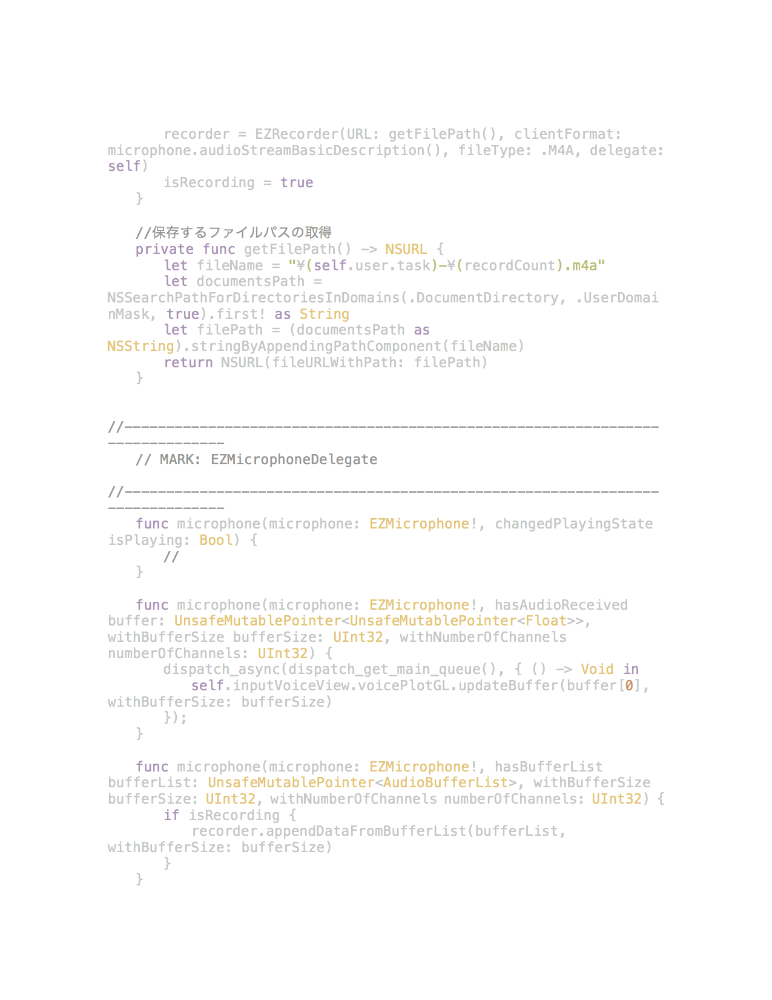 recorder = EZRecorder(URL: getFilePath(), clientFormat:
microphone.audioStreamBasicDescription(), fileType: .M4A, delegate:
self)
isRecording = true
}
//保存するファイルパスの取得
private func getFilePath() -> NSURL {
let fileName = "¥(self.user.task)-¥(recordCount).m4a"
let documentsPath =
NSSearchPathForDirectoriesInDomains(.DocumentDirectory, .UserDomai
nMask, true).first! as String
let filePath = (documentsPath as
NSString).stringByAppendingPathComponent(fileName)
return NSURL(fileURLWithPath: filePath)
}
//----------------------------------------------------------------
--------------
// MARK: EZMicrophoneDelegate
//----------------------------------------------------------------
--------------
func microphone(microphone: EZMicrophone!, changedPlayingState
isPlaying: Bool) {
//
}
func microphone(microphone: EZMicrophone!, hasAudioReceived
buffer: UnsafeMutablePointer<UnsafeMutablePointer<Float>>,
withBufferSize bufferSize: UInt32, withNumberOfChannels
numberOfChannels: UInt32) {
dispatch_async(dispatch_get_main_queue(), { () -> Void in
self.inputVoiceView.voicePlotGL.updateBuffer(buffer[0],
withBufferSize: bufferSize)
});
}
func microphone(microphone: EZMicrophone!, hasBufferList
bufferList: UnsafeMutablePointer<AudioBufferList>, withBufferSize
bufferSize: UInt32, withNumberOfChannels numberOfChannels: UInt32) {
if isRecording {
recorder.appendDataFromBufferList(bufferList,
withBufferSize: bufferSize)
}
}